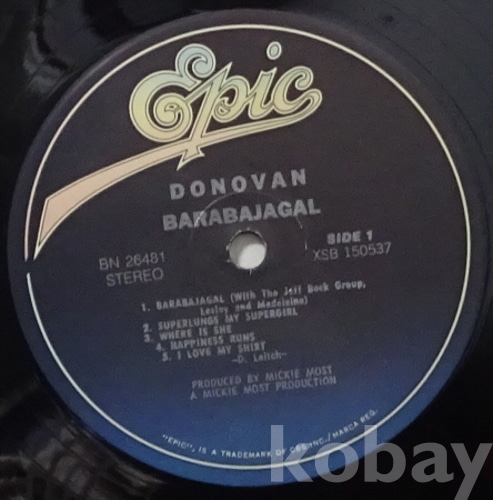 Epic
DONOVAN
BARABAJAGAL
BN 26481
STEREO
SIDE 1
XSB 150537
1. BARABAJAGAL (With The Jeff Beck Group,
Lesley and Madelaine)
2. SUPERLUNGS MY SUPERGIRL
3. WHERE IS SHE
4. HAPPINESS RUNS
5. I LOVE MY SHIRT
-D. Leitch-
PRODUCED BY MICKIE MOST
A MICKIE MOST PRODUCTION
"EPIC", IS A TRADEMARK OF CBS INC./MARCA REG.
kobay